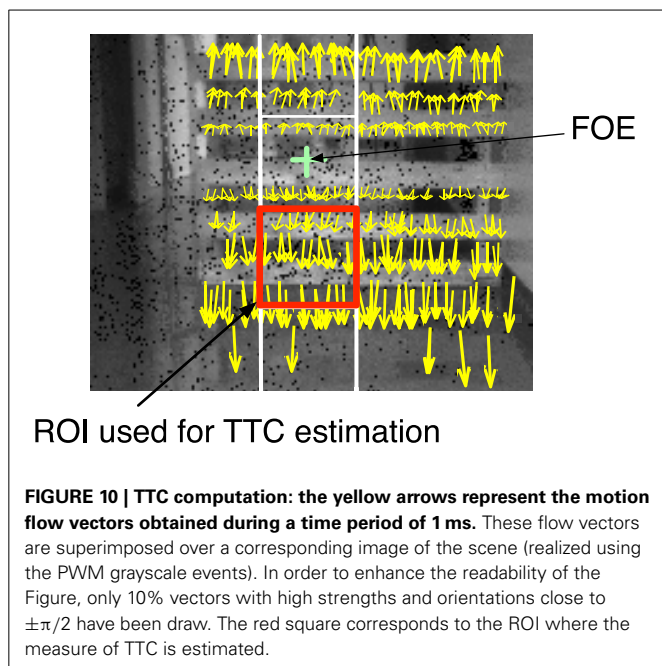 FOE
ROI used for TTC estimation
FIGURE 10 | TTC computation: the yellow arrows represent the motion
flow vectors obtained during a time period of 1 ms. These flow vectors
are superimposed over a corresponding image of the scene (realized using
the PWM grayscale events). In order to enhance the readability of the
Figure, only 10% vectors with high strengths and orientations close to
±π/2 have been draw. The red square corresponds to the ROI where the
measure of TTC is estimated.